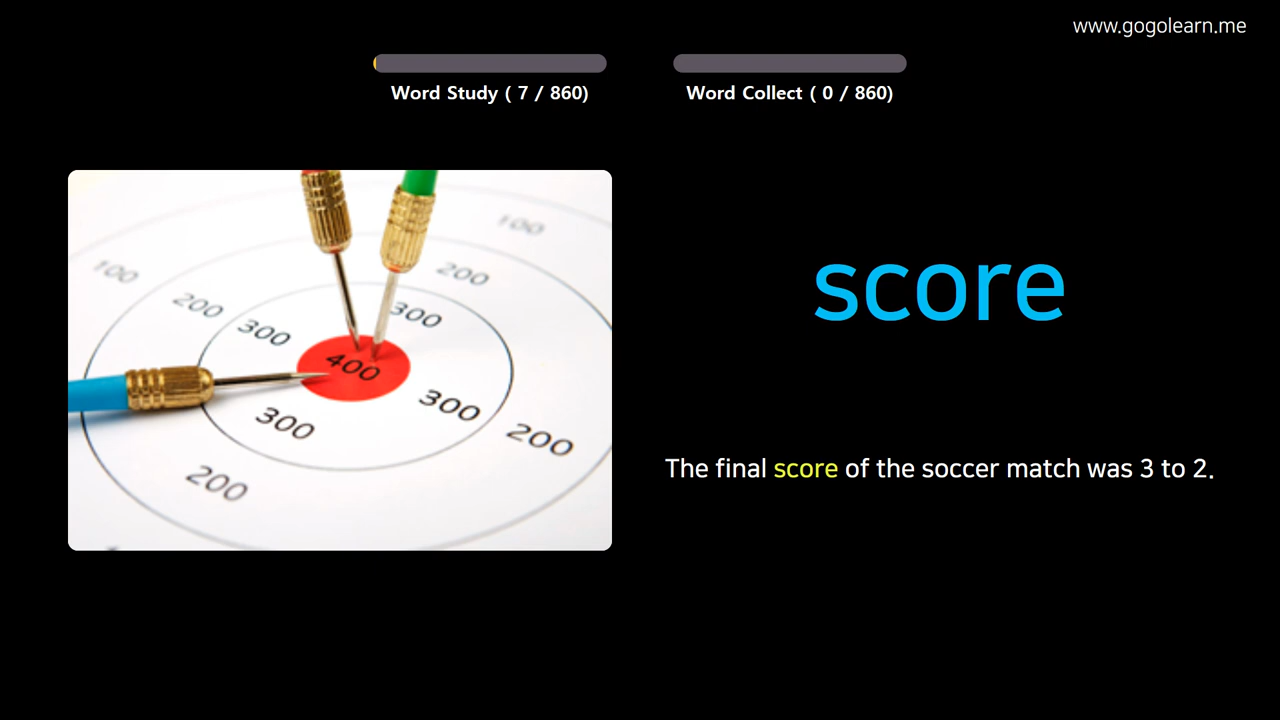 www.gogolearn.me
Word Study ( 7 / 860)
Word Collect ( 0 / 860)
100
100
200
200
300
300
400
300
300
200
200
score
The final score of the soccer match was 3 to 2.